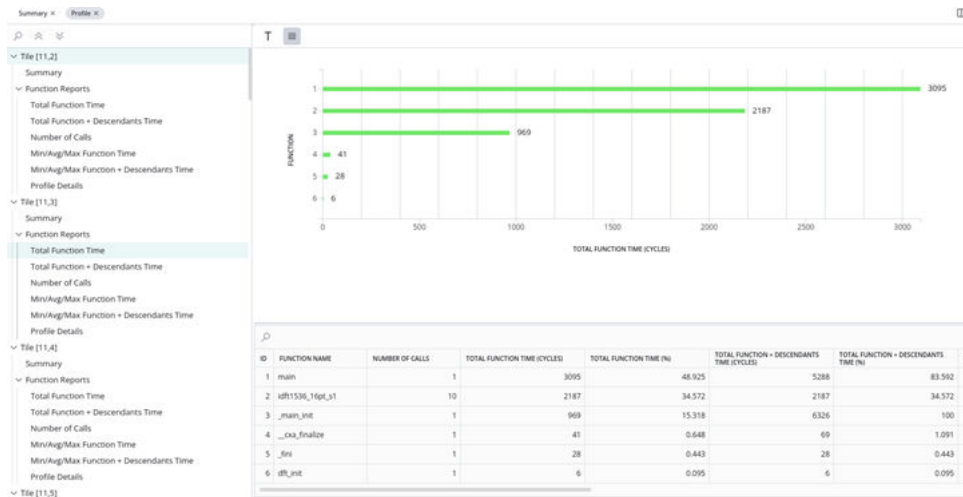 Summary ×
Profile ×
Tile [11,2]
Summary
Function Reports
Total Function Time
Total Function + Descendants Time
Number of Calls
Min/Avg/Max Function Time
Min/Avg/Max Function + Descendants Time
Profile Details
Tile [11,3]
Summary
Function Reports
Total Function Time
Total Function + Descendants Time
Number of Calls
Min/Avg/Max Function Time
Min/Avg/Max Function + Descendants Time
Profile Details
Tile [11,4]
Summary
Function Reports
Total Function Time
Total Function + Descendants Time
Number of Calls
Min/Avg/Max Function Time
Min/Avg/Max Function + Descendants Time
Profile Details
Tile [11,5]
T
FUNCTION
1 3095
2 2187
3 969
4 41
5 28
6 6
0 500 1000 1500 2000 2500 3000
TOTAL FUNCTION TIME (CYCLES)
ID FUNCTION NAME NUMBER OF CALLS TOTAL FUNCTION TIME (CYCLES) TOTAL FUNCTION TIME (%) TOTAL FUNCTION + DESCENDANTS TIME (CYCLES) TOTAL FUNCTION + DESCENDANTS TIME (%)
1 main 1 3095 48.925 5288 83.592
2 idft1536_16pt_s1 10 2187 34.572 2187 34.572
3 _main_init 1 969 15.318 6326 100
4 __cxa_finalize 1 41 0.648 69 1.091
5 _fini 1 28 0.443 28 0.443
6 dft_init 1 6 0.095 6 0.095